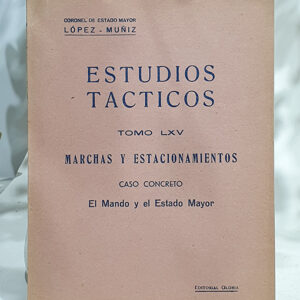 CORONEL DE ESTADO MAYOR
LÓPEZ - MUÑIZ
ESTUDIOS
TACTICOS
TOMO LXV
MARCHAS Y ESTACIONAMIENTOS
CASO CONCRETO
El Mando y el Estado Mayor
EDITORIAL GLORIA